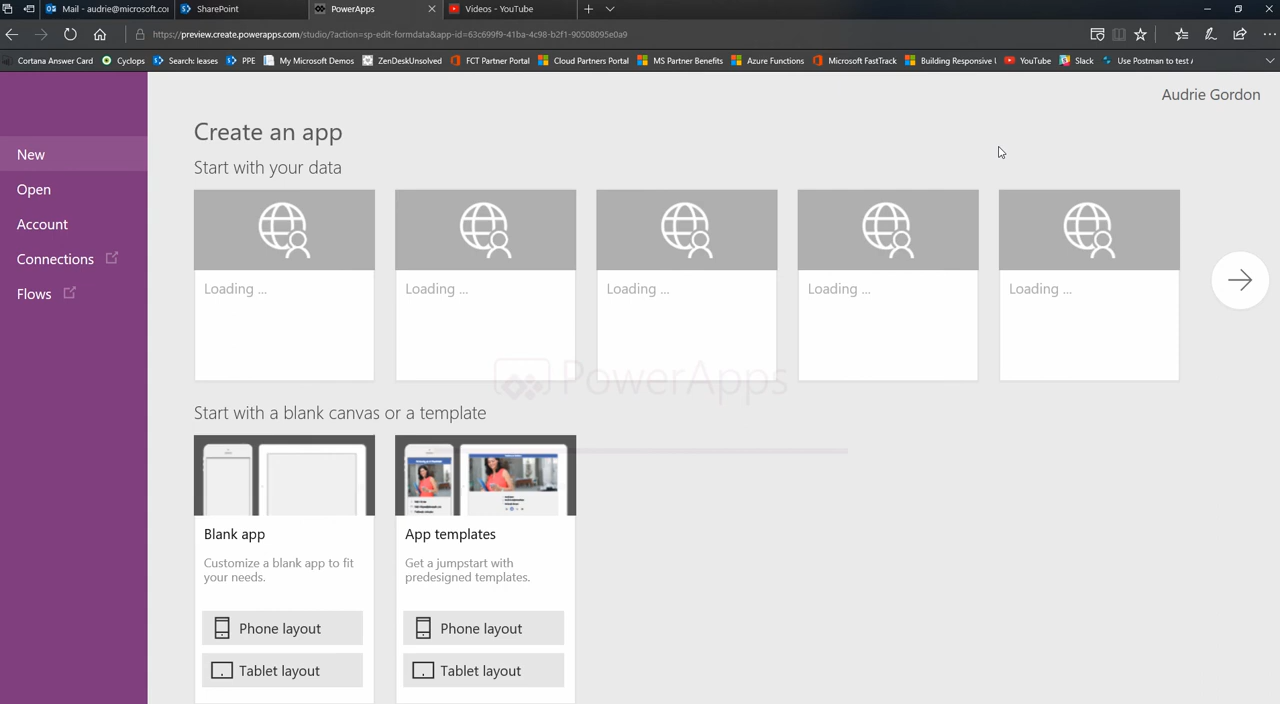 Mail - audrie@microsoft.co
SharePoint
PowerApps
Videos - YouTube
https://preview.create.powerapps.com/studio/?action=sp-edit-formdata&app-id=63c699f9-41ba-4c98-b2f1-90508095e0a9
Cortana Answer Card
Cyclops
Search: leases
PPE
My Microsoft Demos
ZenDeskUnsolved
FCT Partner Portal
Cloud Partners Portal
MS Partner Benefits
Azure Functions
Microsoft FastTrack
Building Responsive
YouTube
Slack
Use Postman to test
Audrie Gordon
New
Open
Account
Connections
Flows
Create an app
Start with your data
Loading ...
Loading ...
Loading ...
Loading ...
Loading ...
PowerApps
Start with a blank canvas or a template
Blank app
Customize a blank app to fit
your needs.
Phone layout
Tablet layout
App templates
Get a jumpstart with
predesigned templates.
Phone layout
Tablet layout